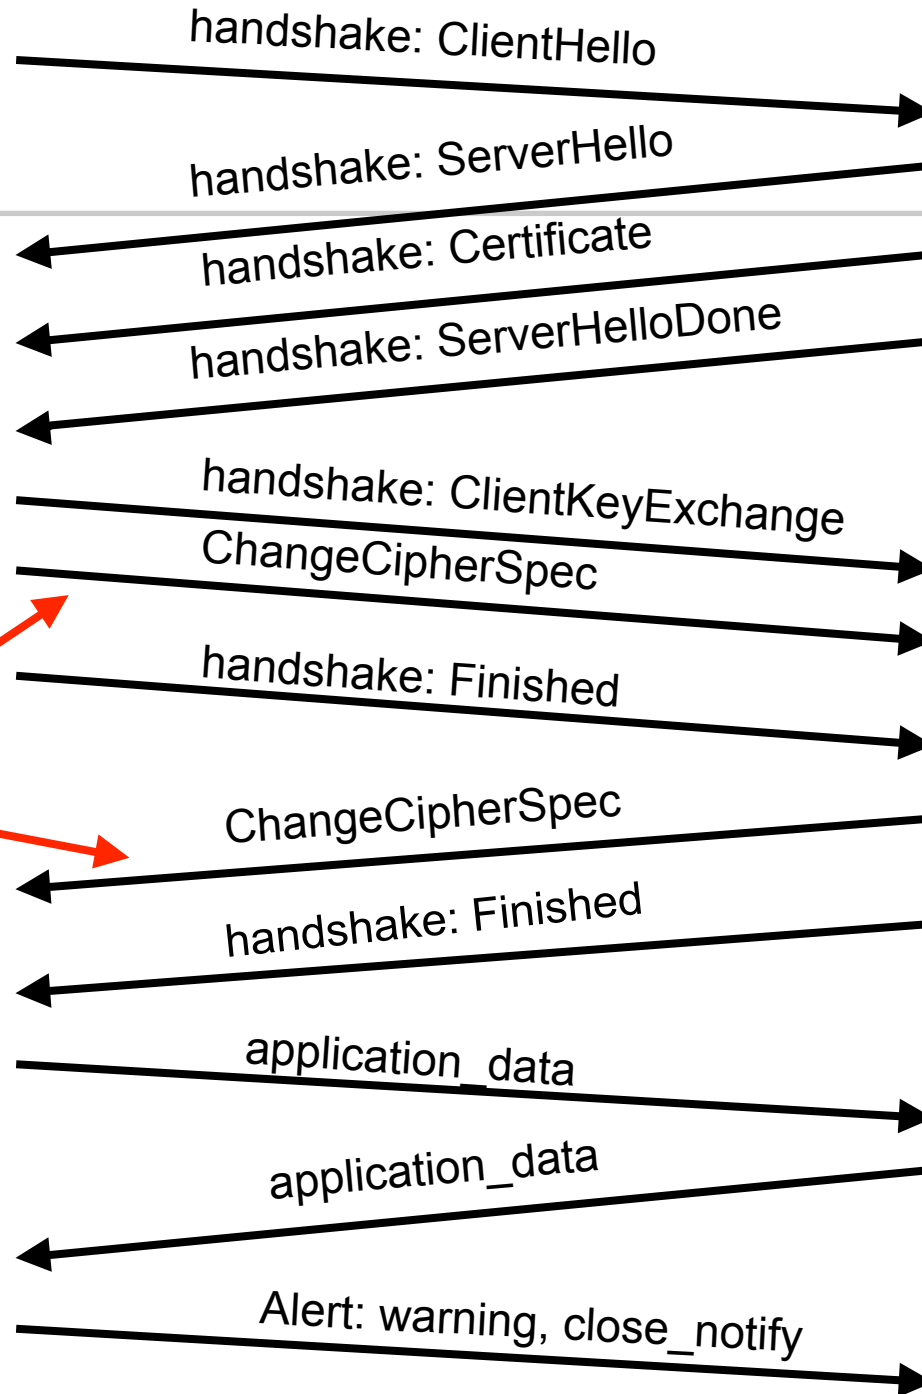 handshake: ClientHello
handshake: ServerHello
handshake: Certificate
handshake: ServerHelloDone
handshake: ClientKeyExchange
ChangeCipherSpec
handshake: Finished
ChangeCipherSpec
handshake: Finished
application_data
application_data
Alert: warning, close_notify